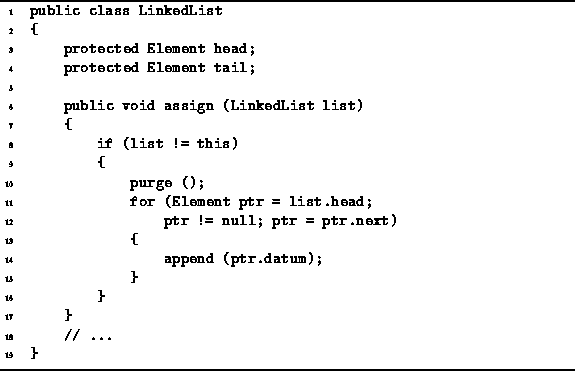 1 public class LinkedList
2 {
3 protected Element head;
4 protected Element tail;
5
6 public void assign (LinkedList list)
7 {
8 if (list != this)
9 {
10 purge ();
11 for (Element ptr = list.head;
12 ptr != null; ptr = ptr.next)
13 {
14 append (ptr.datum);
15 }
16 }
17 }
18 // ...
19 }